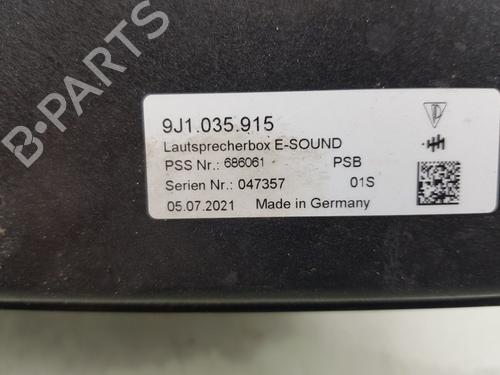 9J1.035.915
Lautsprecherbox E-SOUND
PSS Nr.: 686061 PSB
Serien Nr.: 047357 01S
05.07.2021 Made in Germany